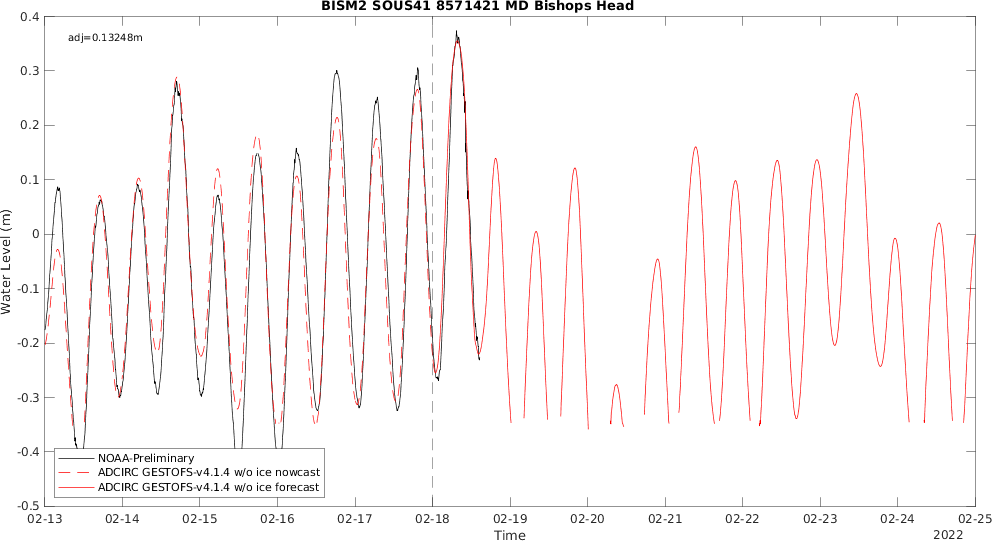 BISM2 SOUS41 8571421 MD Bishops Head
adj=0.13248m
0.4
0.3
0.2
0.1
0
-0.1
-0.2
-0.3
-0.4
-0.5
Water Level (m)
NOAA-Preliminary
ADCIRC GESTOFS-v4.1.4 w/o ice nowcast
ADCIRC GESTOFS-v4.1.4 w/o ice forecast
02-13 02-14 02-15 02-16 02-17 02-18 02-19 02-20 02-21 02-22 02-23 02-24 02-25
Time
2022